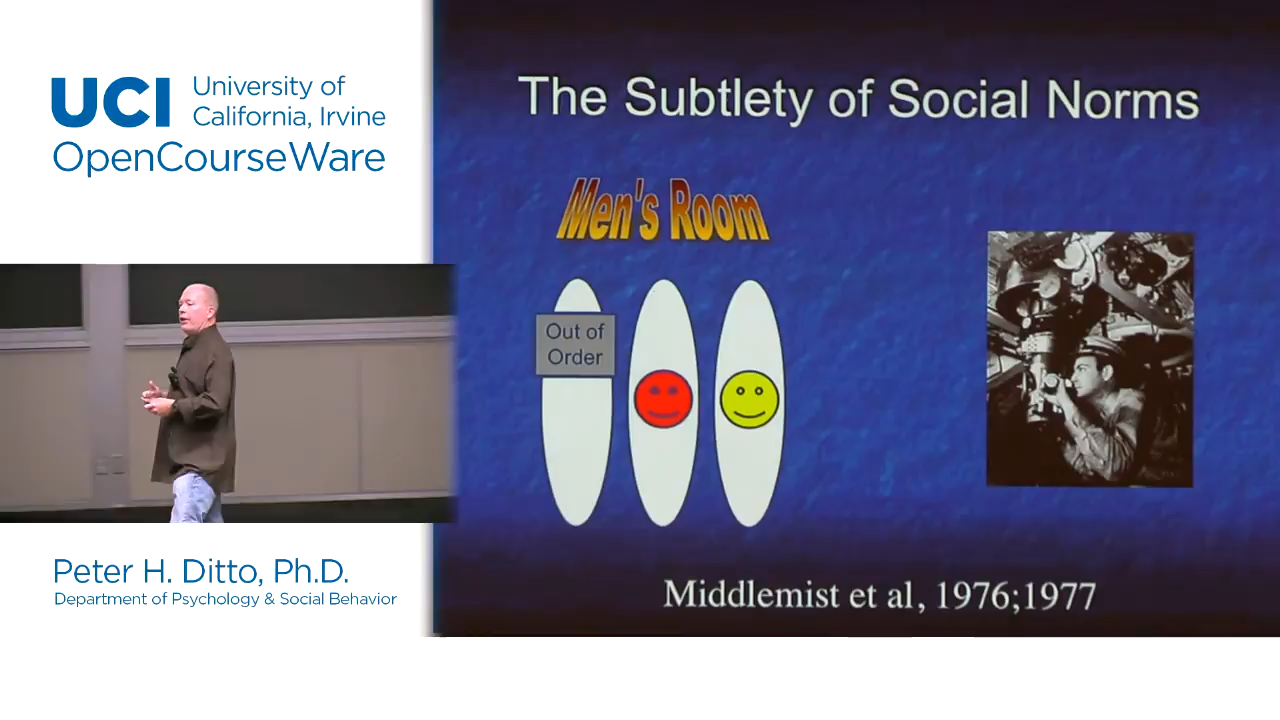 UCI
University of
California, Irvine
OpenCourseWare
The Subtlety of Social Norms
Men's Room
Out of
Order
Middlemist et al, 1976;1977
Peter H. Ditto, Ph.D.
Department of Psychology & Social Behavior